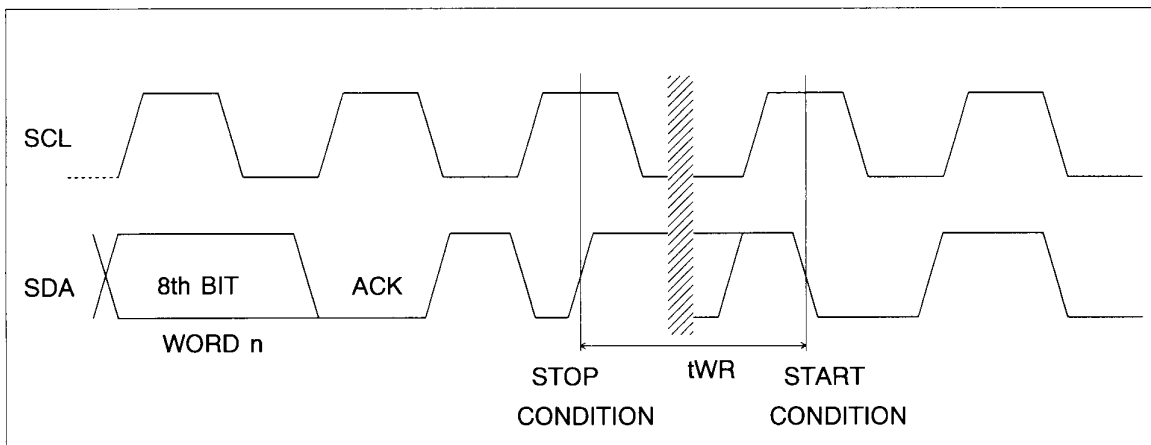 SCL
SDA
8th BIT
ACK
WORD n
tWR
STOP
CONDITION
START
CONDITION